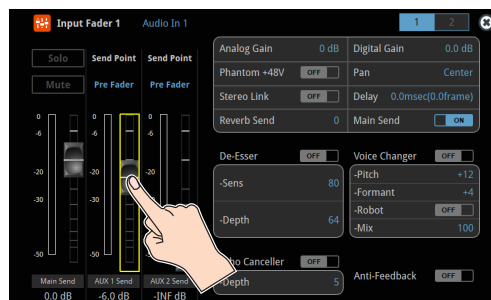 Input Fader 1 Audio In 1 1 2
Solo Send Point Send Point
Mute Pre Fader Pre Fader
0 0 0
-6 -6 -6
-20 -20 -20
-30 -30 -30
-50 -50
Main Send AUX 1 Send AUX 2 Send
0.0 dB -6.0 dB -INF dB
Analog Gain 0 dB Digital Gain 0.0 dB
Phantom +48V OFF Pan Center
Stereo Link OFF Delay 0.0msec(0.0frame)
Reverb Send 0 Main Send ON
De-Esser OFF Voice Changer OFF
-Sens 80
-Depth 64
-Pitch +12
-Formant +4
-Robot OFF
-Mix 100
Canceller OFF
-Depth 5
Anti-Feedback OFF